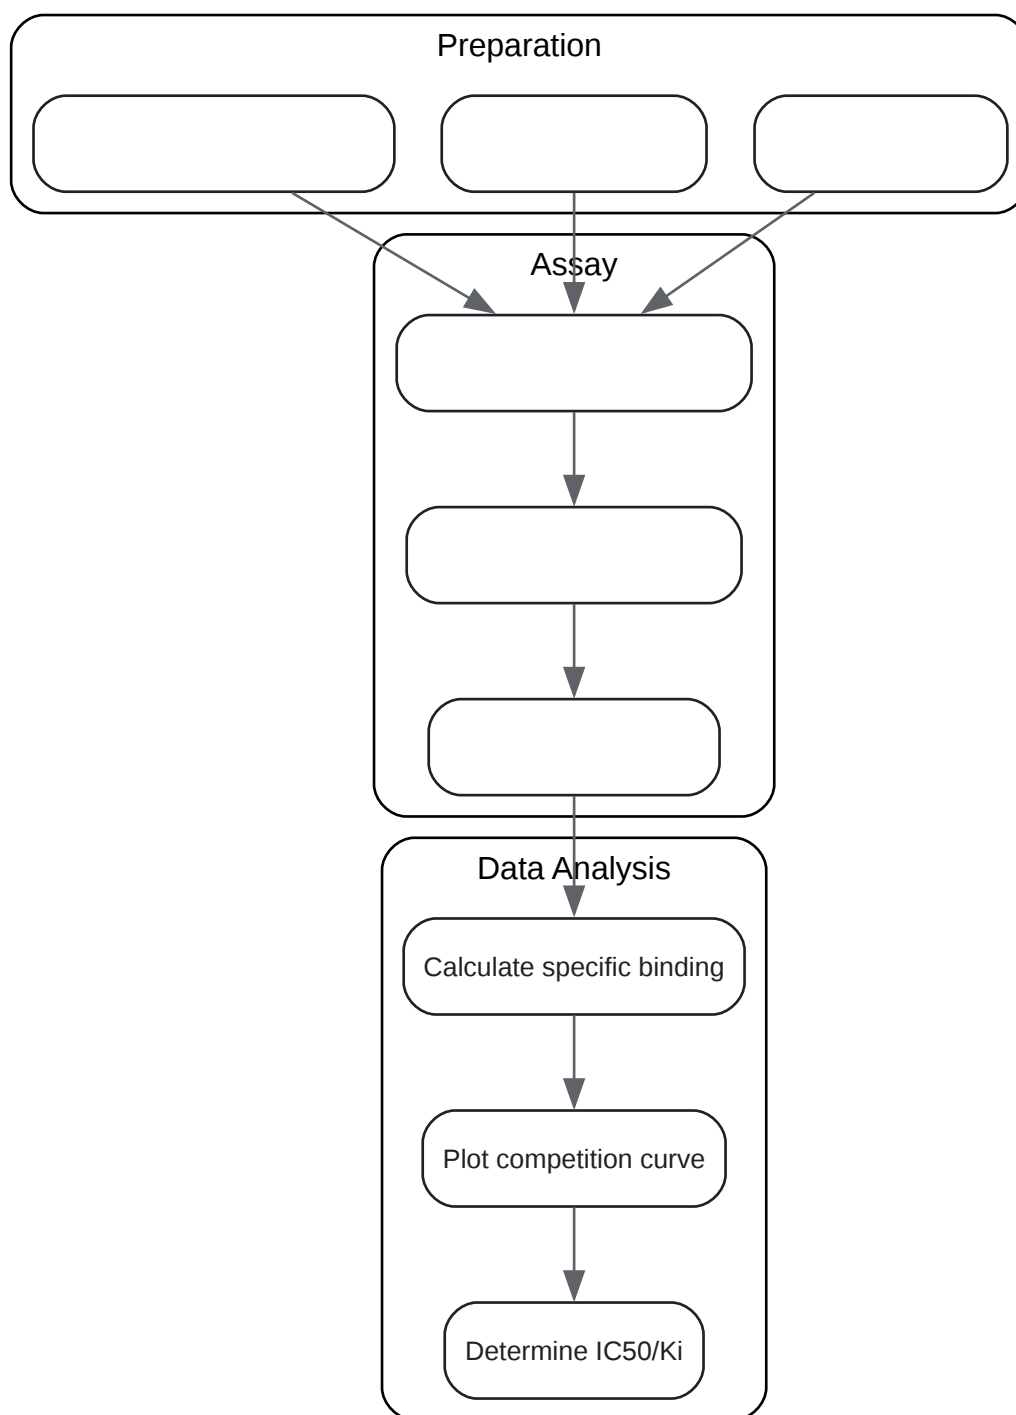 Preparation
Assay
Data Analysis
Calculate specific binding
Plot competition curve
Determine IC50/Ki